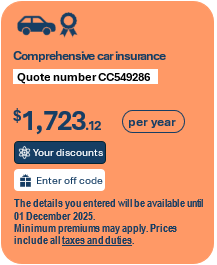 Comprehensive car insurance
Quote number CC549286
$1,723.12
per year
Your discounts
Enter off code
The details you entered will be available until
01 December 2025.
Minimum premiums may apply. Prices
include all taxes and duties.